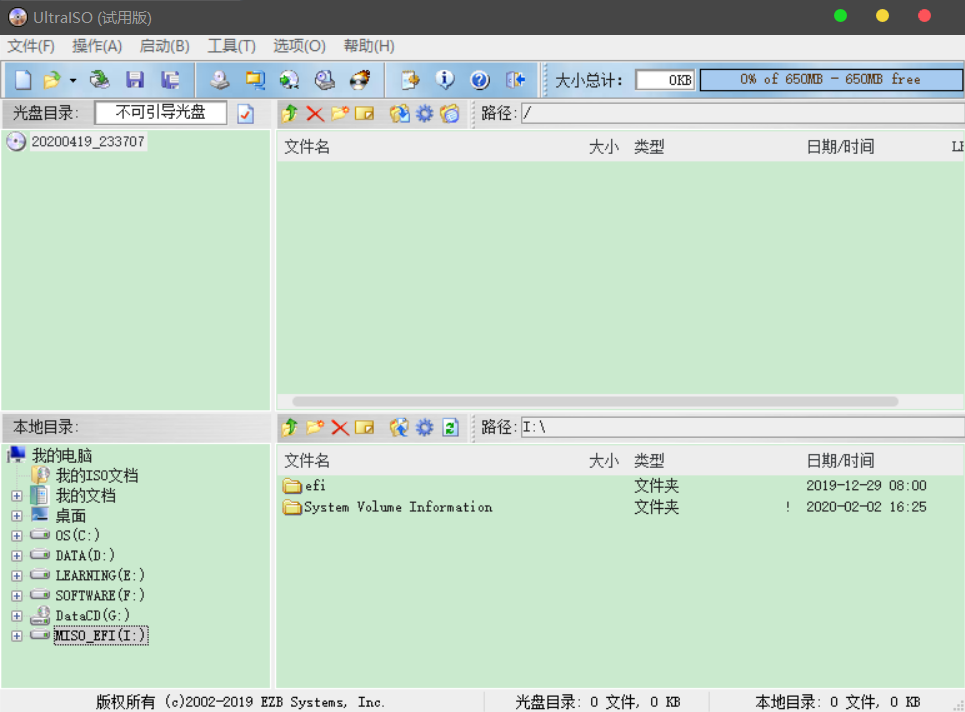 UltraISO (试用版)
文件(F) 操作(A) 启动(B) 工具(T) 选项(O) 帮助(H)
大小总计: 0KB 0% of 650MB - 650MB free
光盘目录: 不可引导光盘 路径: /
20200419_233707
文件名 大小 类型 日期/时间
本地目录: 路径: I:\
文件名 大小 类型 日期/时间
我的电脑
我的ISO文档
我的文档
桌面
OS(C:)
DATA(D:)
LEARNING(E:)
SOFTWARE(F:)
DataCD(G:)
MISO_EFI(I:)
efi 文件夹 2019-12-29 08:00
System Volume Information 文件夹 ! 2020-02-02 16:25
版权所有 (c)2002-2019 EZB Systems, Inc. 光盘目录: 0 文件, 0 KB 本地目录: 0 文件, 0 KB